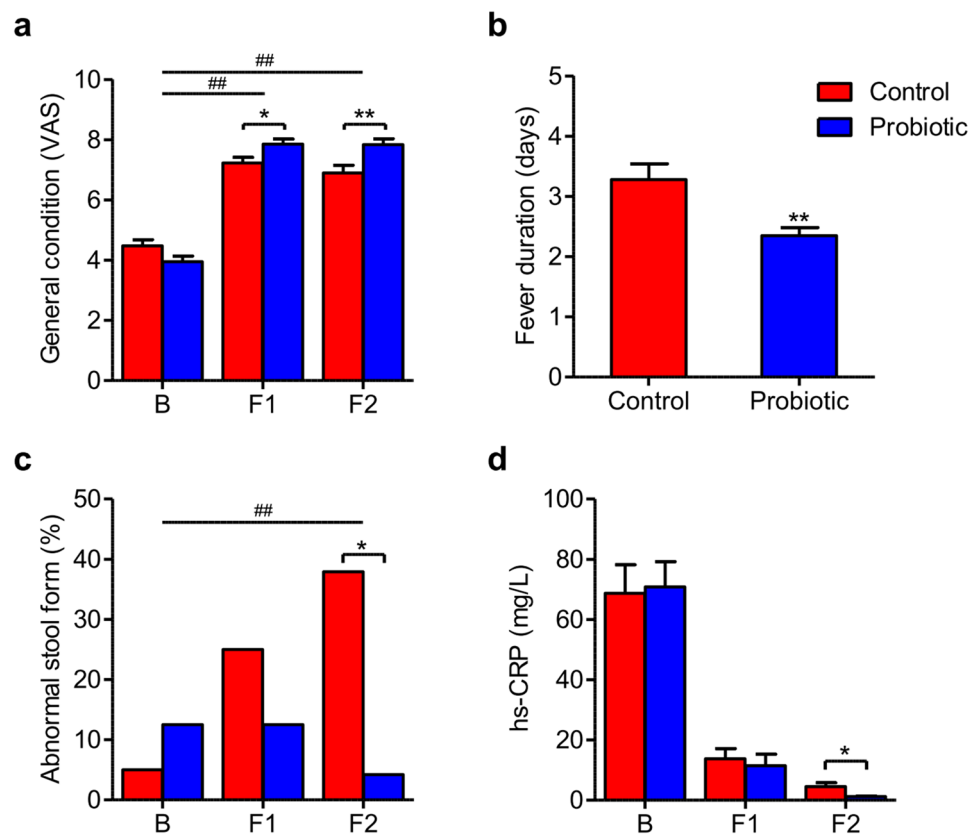 a
General condition (VAS)
10
8
6
4
2
0
##
##
*
**
B F1 F2
b
Fever duration (days)
5
4
3
2
1
0
**
Control Probiotic
Control
Probiotic
c
Abnormal stool form (%)
50
40
30
20
10
0
##
*
B F1 F2
d
hs-CRP (mg/L)
100
80
60
40
20
0
*
B F1 F2